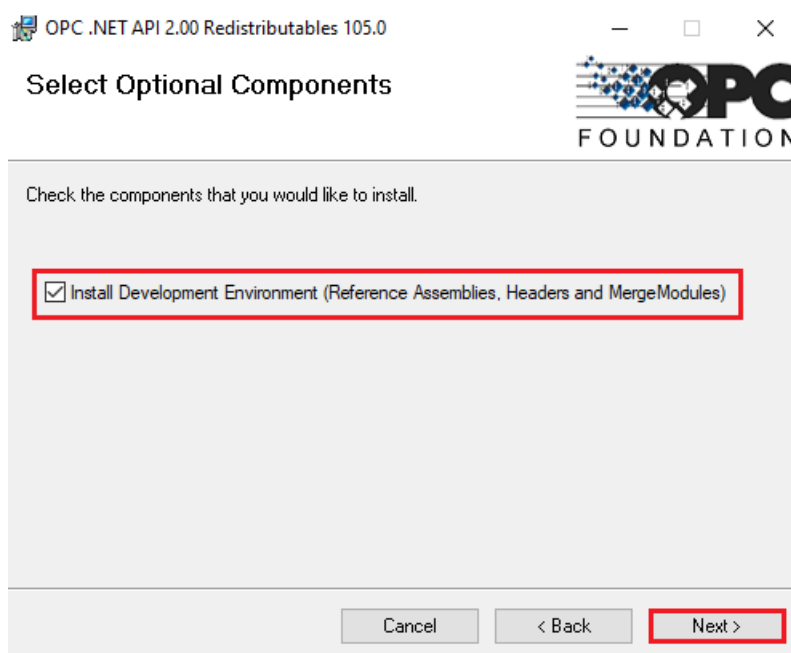 OPC .NET API 2.00 Redistributables 105.0
Select Optional Components
OPC
FOUNDATION
Check the components that you would like to install.
Install Development Environment (Reference Assemblies, Headers and MergeModules)
Cancel
< Back
Next >